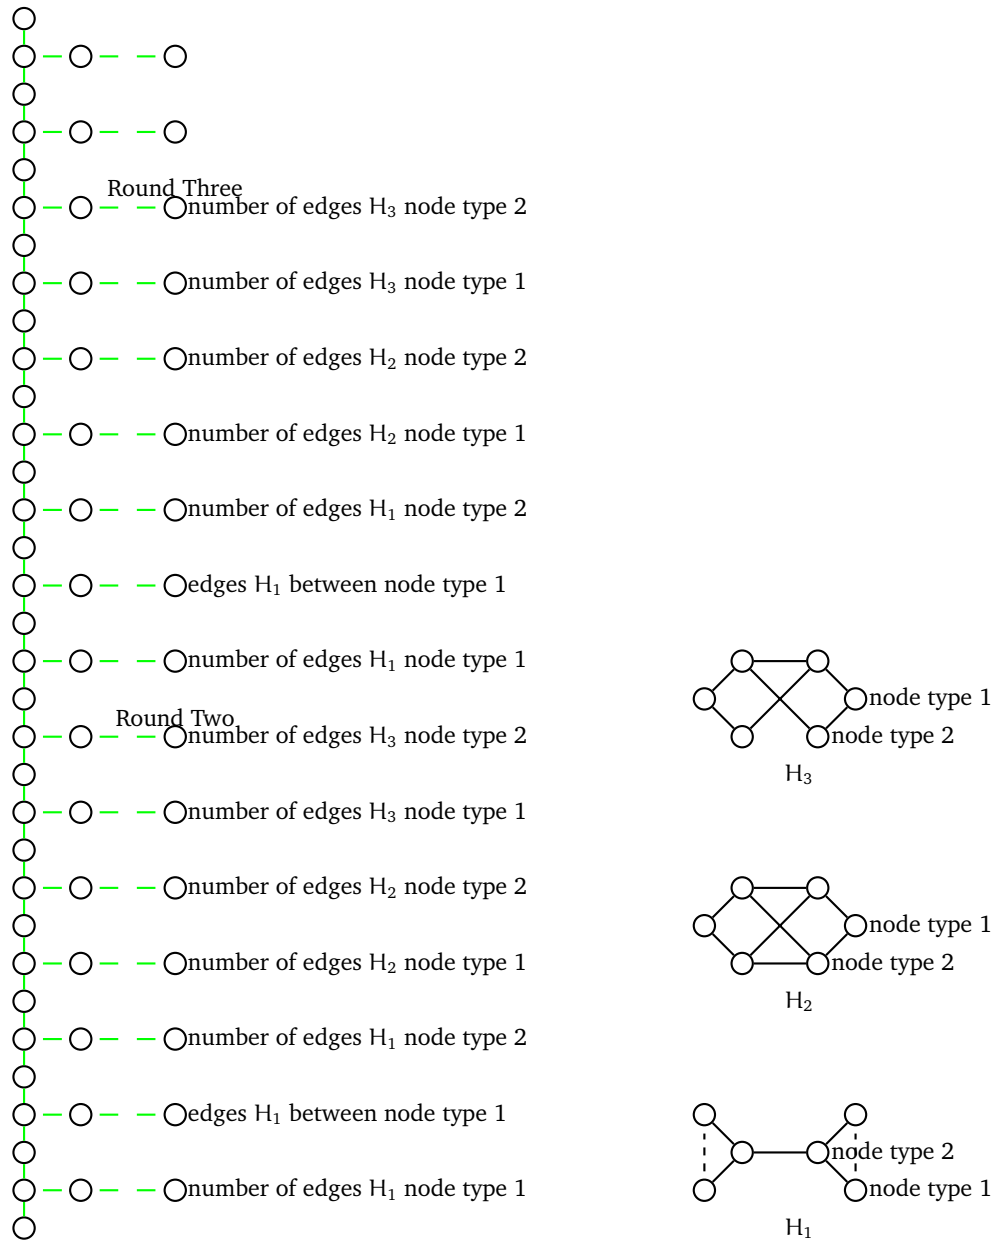 Round Three
number of edges H₃ node type 2
number of edges H₃ node type 1
number of edges H₂ node type 2
number of edges H₂ node type 1
number of edges H₁ node type 2
edges H₁ between node type 1
number of edges H₁ node type 1
Round Two
number of edges H₃ node type 2
number of edges H₃ node type 1
number of edges H₂ node type 2
number of edges H₂ node type 1
number of edges H₁ node type 2
edges H₁ between node type 1
number of edges H₁ node type 1
node type 1
node type 2
H₃
node type 1
node type 2
H₂
node type 2
node type 1
H₁